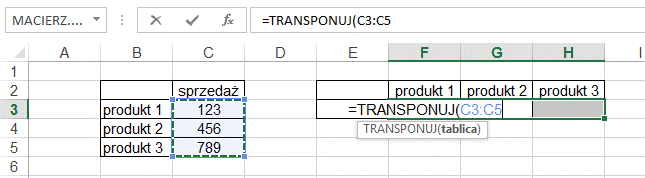 MACIERZ.... =TRANSPONUJ(C3:C5
A B C D E F G H I
1
2 sprzedaż produkt 1 produkt 2 produkt 3
3 produkt 1 123 =TRANSPONUJ(C3:C5
4 produkt 2 456 TRANSPONUJ(tablica)
5 produkt 3 789
6